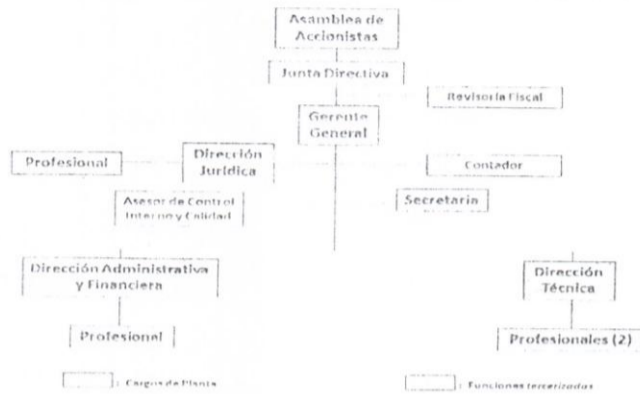 Asamblea de
Accionistas
Junta Directiva
Revisoría Fiscal
Gerente
General
Profesional
Dirección
Jurídica
Contador
Asesor de Control
Interno y Calidad
Secretaria
Dirección Administrativa
y Financiera
Dirección
Técnica
Profesional
Profesionales (2)
: Cargos de Planta
: Funciones tercerizadas